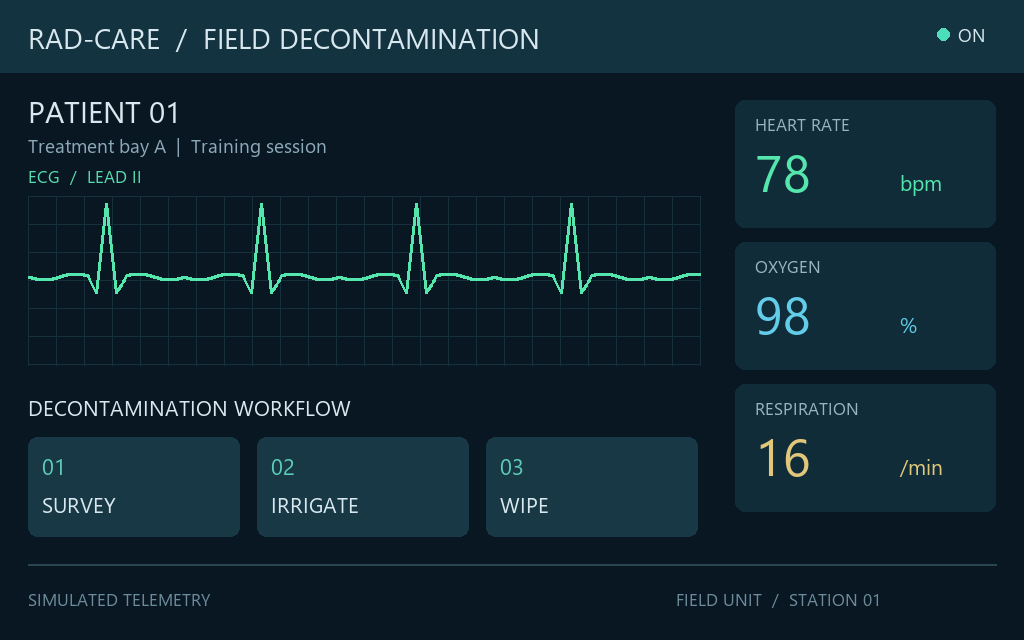 RAD-CARE / FIELD DECONTAMINATION
ON
PATIENT 01
Treatment bay A | Training session
ECG / LEAD II
HEART RATE
78 bpm
OXYGEN
98 %
RESPIRATION
16 /min
DECONTAMINATION WORKFLOW
01
SURVEY
02
IRRIGATE
03
WIPE
SIMULATED TELEMETRY
FIELD UNIT / STATION 01